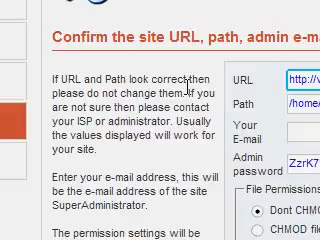 Confirm the site URL, path, admin e-m
If URL and Path look correct then
please do not change them. If you
are not sure then please contact
your ISP or administrator. Usually
the values displayed will work for
your site.
Enter your e-mail address, this will
be the e-mail address of the site
SuperAdministrator.
The permission settings will be
URL
http://v
Path
/home/
Your
E-mail
Admin
password
ZzrK7
File Permissions
Dont CHMO
CHMOD file